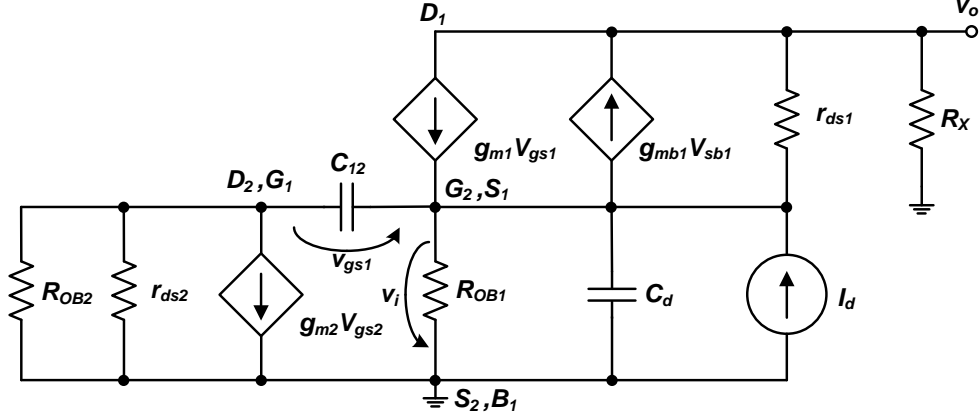 D1
Vo
gm1Vgs1
gmb1Vsb1
rds1
RX
C12
D2,G1
G2,S1
vgs1
ROB2
rds2
gm2Vgs2
vi
ROB1
Cd
Id
S2,B1